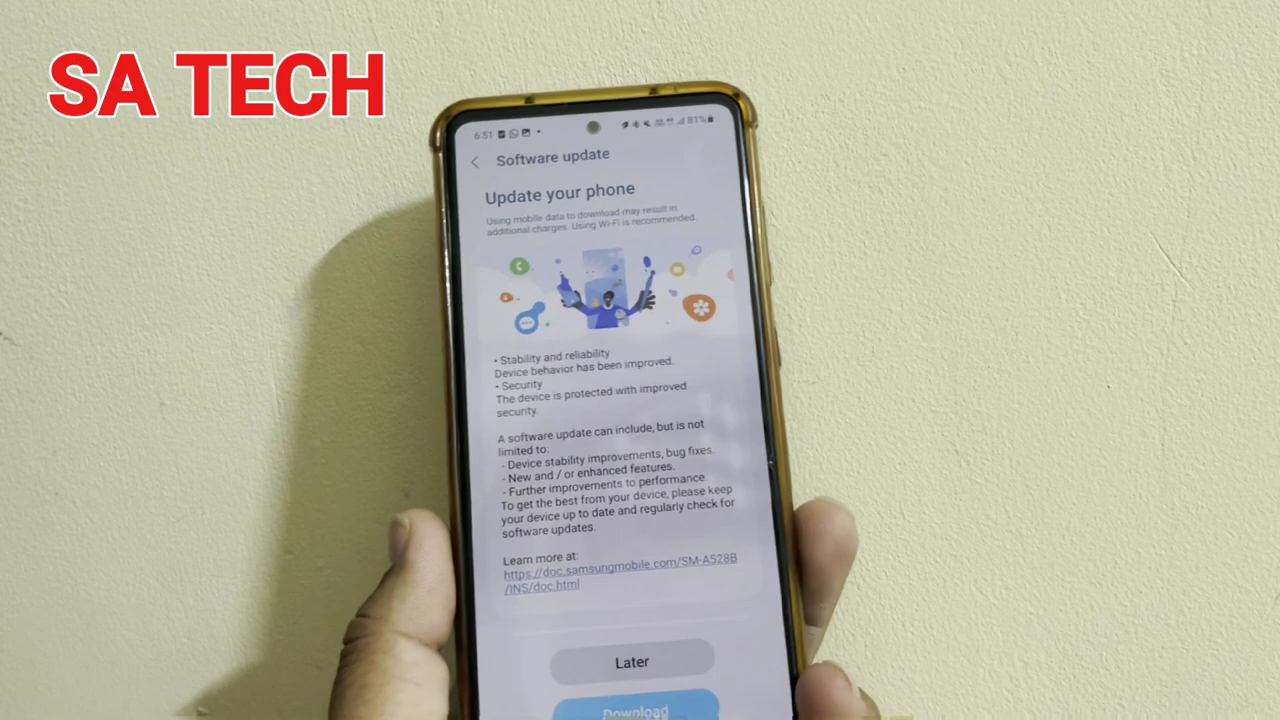 SA TECH
6:51
81%
Software update
Update your phone
Using mobile data to download may result in
additional charges. Using Wi-Fi is recommended.
• Stability and reliability
Device behavior has been improved.
• Security
The device is protected with improved
security.
A software update can include, but is not
limited to:
- Device stability improvements, bug fixes.
- New and / or enhanced features.
- Further improvements to performance.
To get the best from your device, please keep
your device up to date and regularly check for
software updates.
Learn more at:
https://doc.samsungmobile.com/SM-A528B
/INS/doc.html
Later
Download